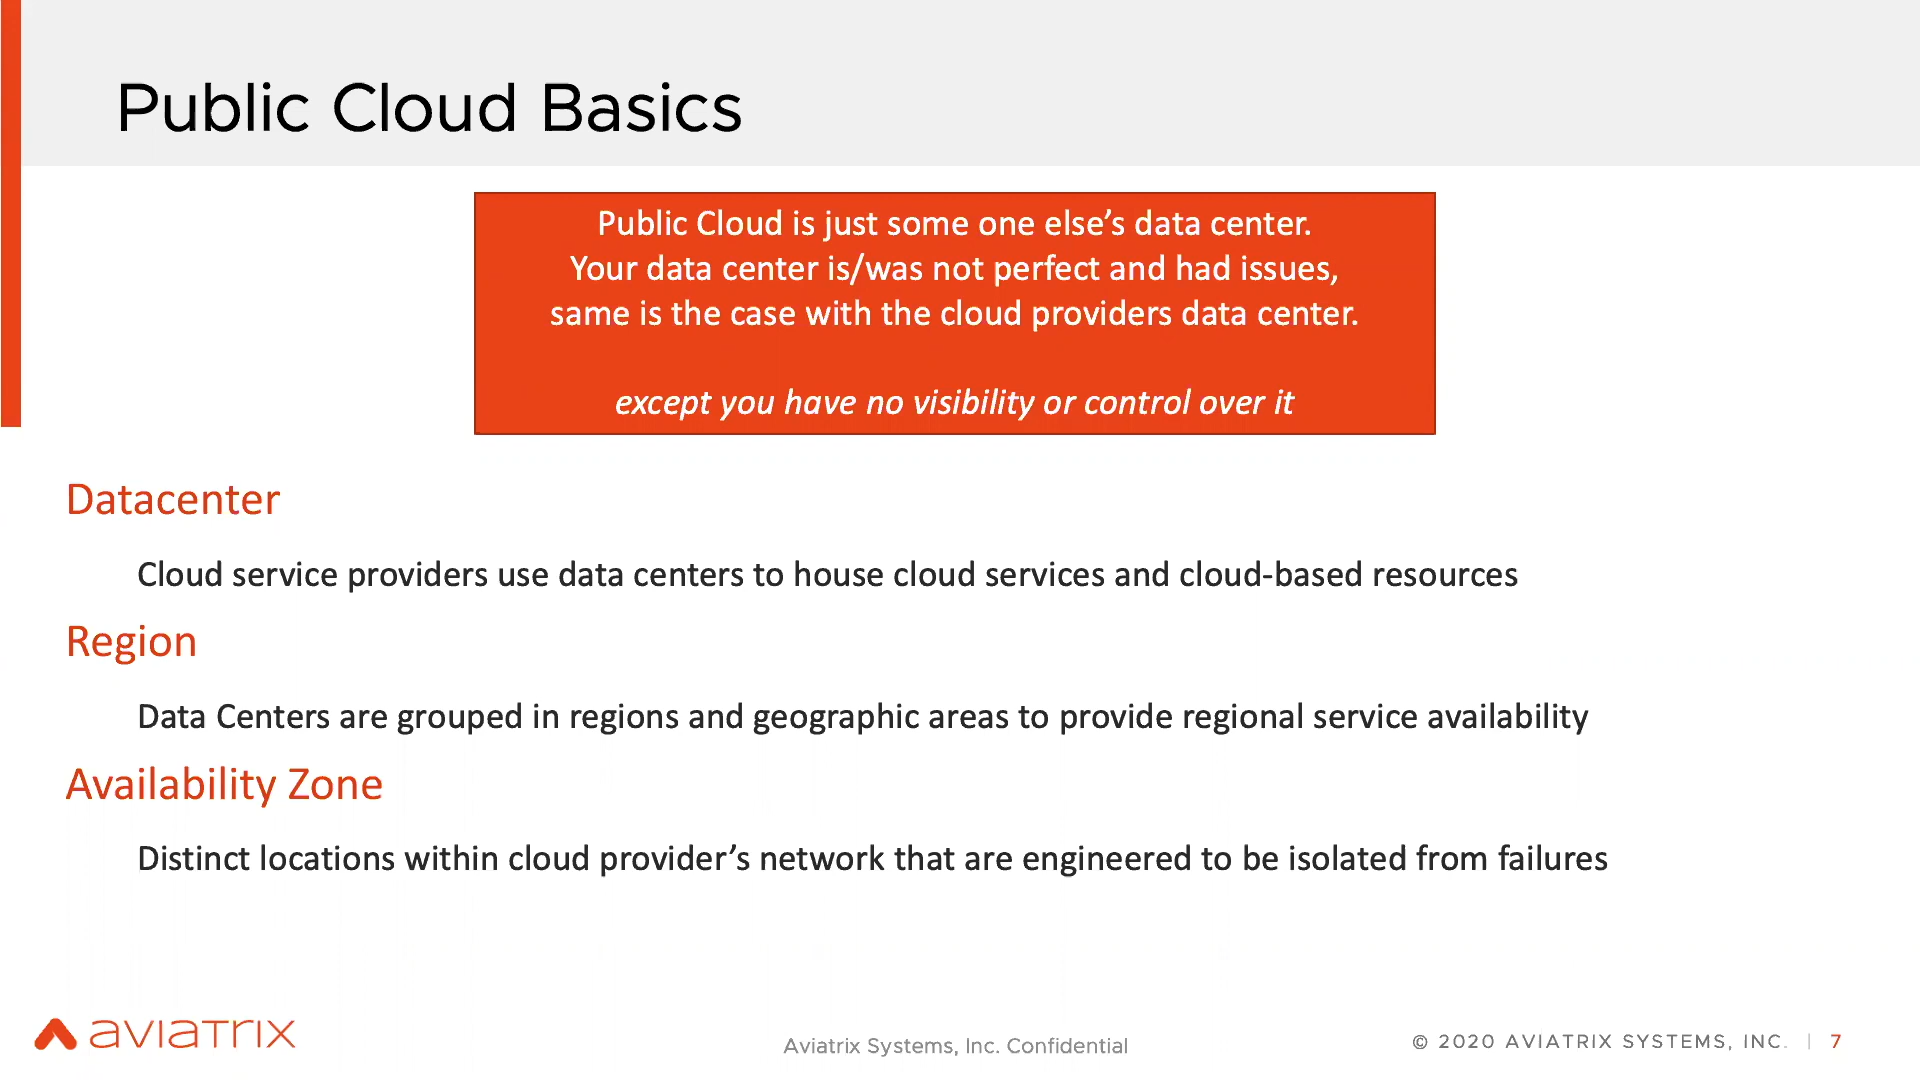 Public Cloud Basics
Public Cloud is just some one else’s data center.
Your data center is/was not perfect and had issues,
same is the case with the cloud providers data center.
except you have no visibility or control over it
Datacenter
Cloud service providers use data centers to house cloud services and cloud-based resources
Region
Data Centers are grouped in regions and geographic areas to provide regional service availability
Availability Zone
Distinct locations within cloud provider’s network that are engineered to be isolated from failures
aviatrix
Aviatrix Systems, Inc. Confidential
© 2020 AVIATRIX SYSTEMS, INC. | 7